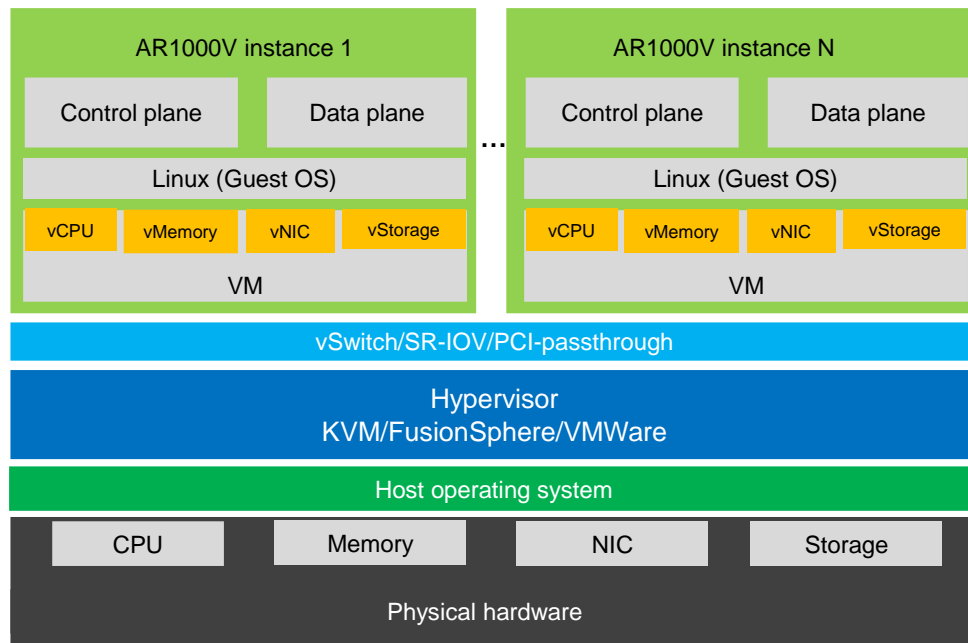 AR1000V instance 1
Control plane
Data plane
Linux (Guest OS)
vCPU
vMemory
vNIC
vStorage
VM
...
AR1000V instance N
Control plane
Data plane
Linux (Guest OS)
vCPU
vMemory
vNIC
vStorage
VM
vSwitch/SR-IOV/PCI-passthrough
Hypervisor
KVM/FusionSphere/VMWare
Host operating system
CPU
Memory
NIC
Storage
Physical hardware